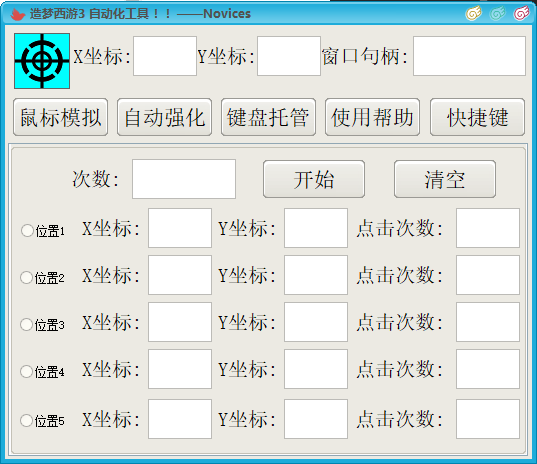 造梦西游3 自动化工具！！ ——Novices
X坐标: Y坐标: 窗口句柄:
鼠标模拟 自动强化 键盘托管 使用帮助 快捷键
次数: 开始 清空
位置1 X坐标: Y坐标: 点击次数:
位置2 X坐标: Y坐标: 点击次数:
位置3 X坐标: Y坐标: 点击次数:
位置4 X坐标: Y坐标: 点击次数:
位置5 X坐标: Y坐标: 点击次数: